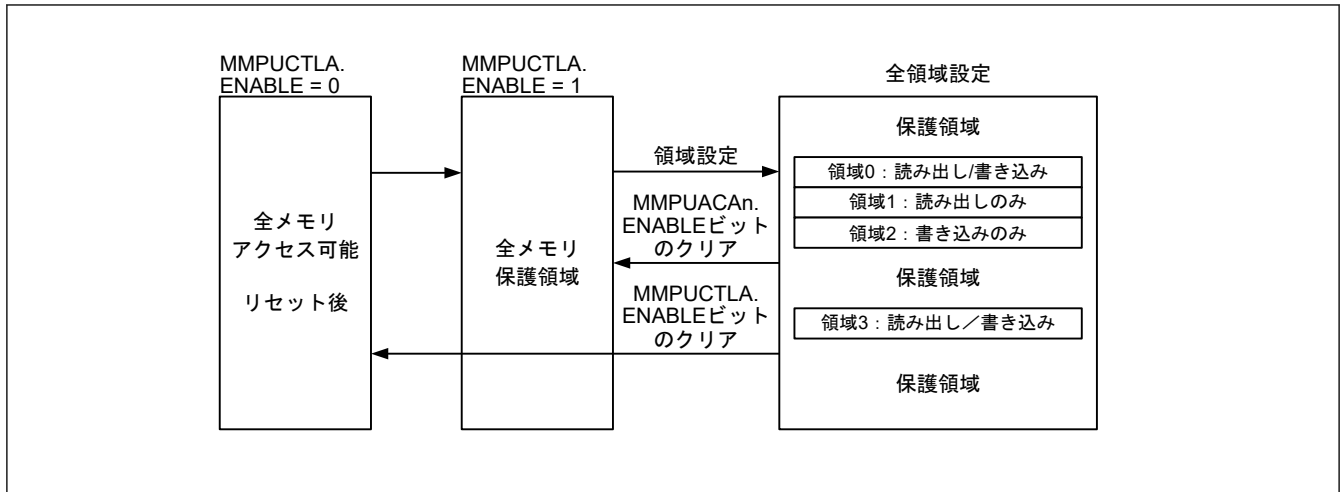 MMPUCTLA.
ENABLE = 0
全メモリ
アクセス可能
リセット後
MMPUCTLA.
ENABLE = 1
全メモリ
保護領域
領域設定
MMPUACAn.
ENABLEビット
のクリア
MMPUCTLA.
ENABLEビット
のクリア
全領域設定
保護領域
領域0：読み出し/書き込み
領域1：読み出しのみ
領域2：書き込みのみ
保護領域
領域3：読み出し／書き込み
保護領域